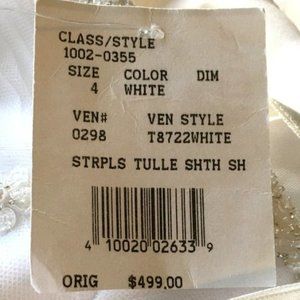 CLASS/STYLE
1002-0355
SIZE COLOR DIM
4 WHITE
VEN# VEN STYLE
0298 T8722WHITE
STRPLS TULLE SHTH SH
4 10020 02633 9
ORIG $499.00